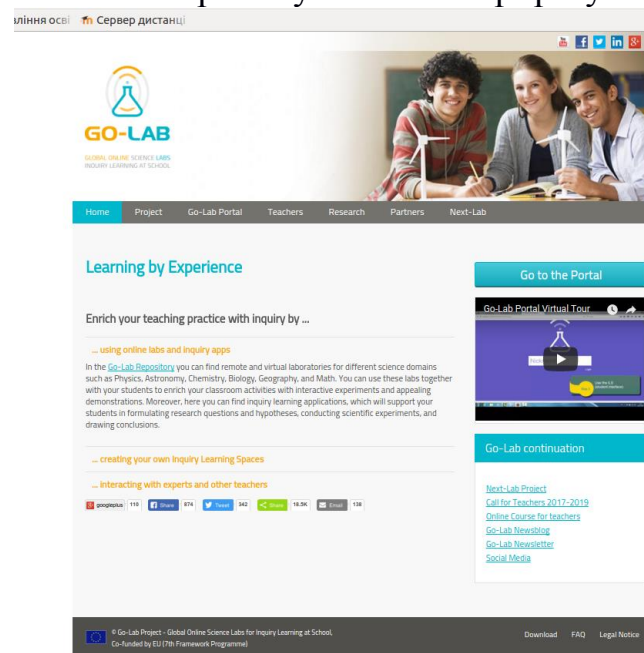 вління осві Сервер дистанці
GO-LAB
GLOBAL ONLINE SCIENCE LABS
INQUIRY LEARNING AT SCHOOL
Home Project Go-Lab Portal Teachers Research Partners Next-Lab
Learning by Experience
Go to the Portal
Go-Lab Portal Virtual Tour
Enrich your teaching practice with inquiry by ...
... using online labs and inquiry apps
In the Go-Lab Repository you can find remote and virtual laboratories for different science domains
such as Physics, Astronomy, Chemistry, Biology, Geography, and Math. You can use these labs together
with your students to enrich your classroom activities with interactive experiments and appealing
demonstrations. Moreover, here you can find inquiry learning applications, which will support your
students in formulating research questions and hypotheses, conducting scientific experiments, and
drawing conclusions.
... creating your own Inquiry Learning Spaces
... interacting with experts and other teachers
googleplus 110 Share 874 Tweet 342 Share 18.5K Email 138
Go-Lab continuation
Next-Lab Project
Call for Teachers 2017-2019
Online Course for teachers
Go-Lab Newsblog
Go-Lab Newsletter
Social Media
© Go-Lab Project - Global Online Science Labs for Inquiry Learning at School,
Co-funded by EU (7th Framework Programme)
Download FAQ Legal Notice